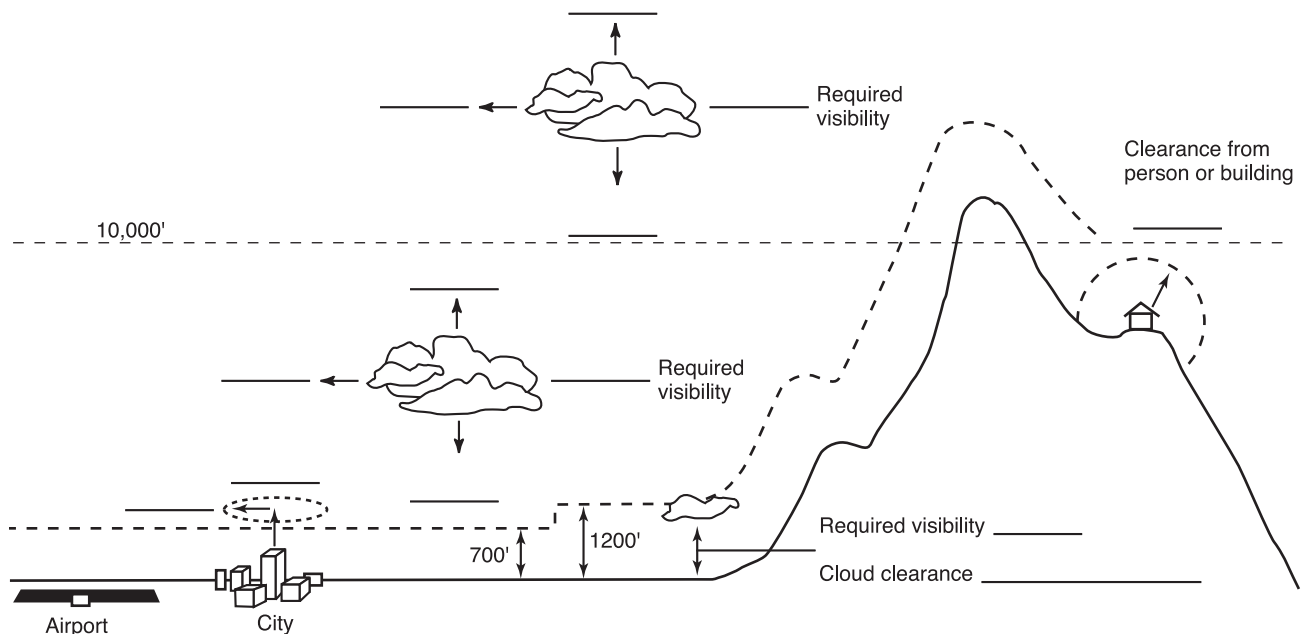 Required
visibility
Clearance from
person or building
10,000'
Required
visibility
700'
1200'
Required visibility
Cloud clearance
Airport
City